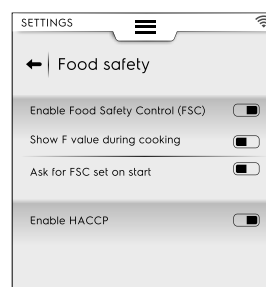 SETTINGS
Food safety
Enable Food Safety Control (FSC)
Show F value during cooking
Ask for FSC set on start
Enable HACCP